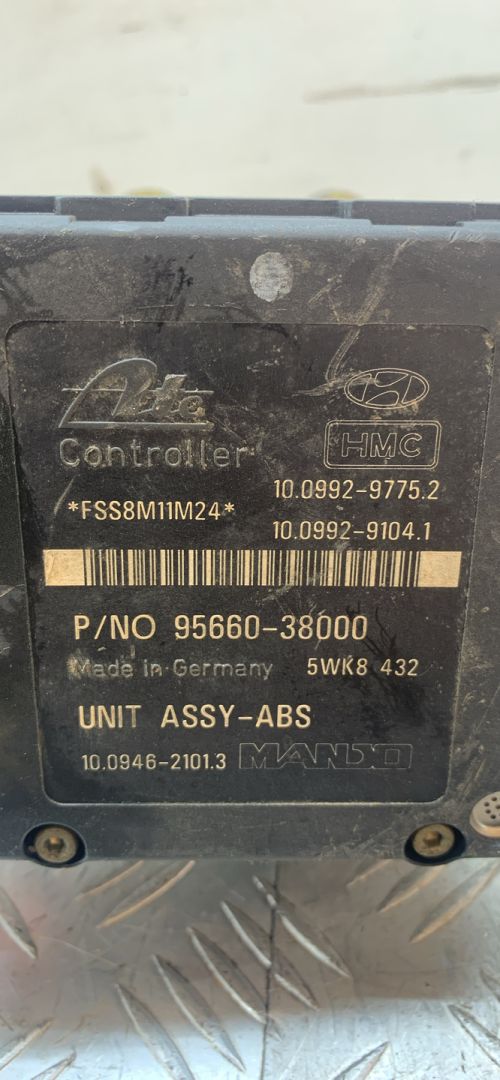 Ate
Controller
HMC
*FSS8M11M24*
10.0992-9775.2
10.0992-9104.1
P/NO 95660-38000
Made in Germany 5WK8 432
UNIT ASSY-ABS
10.0946-2101.3 MANDO